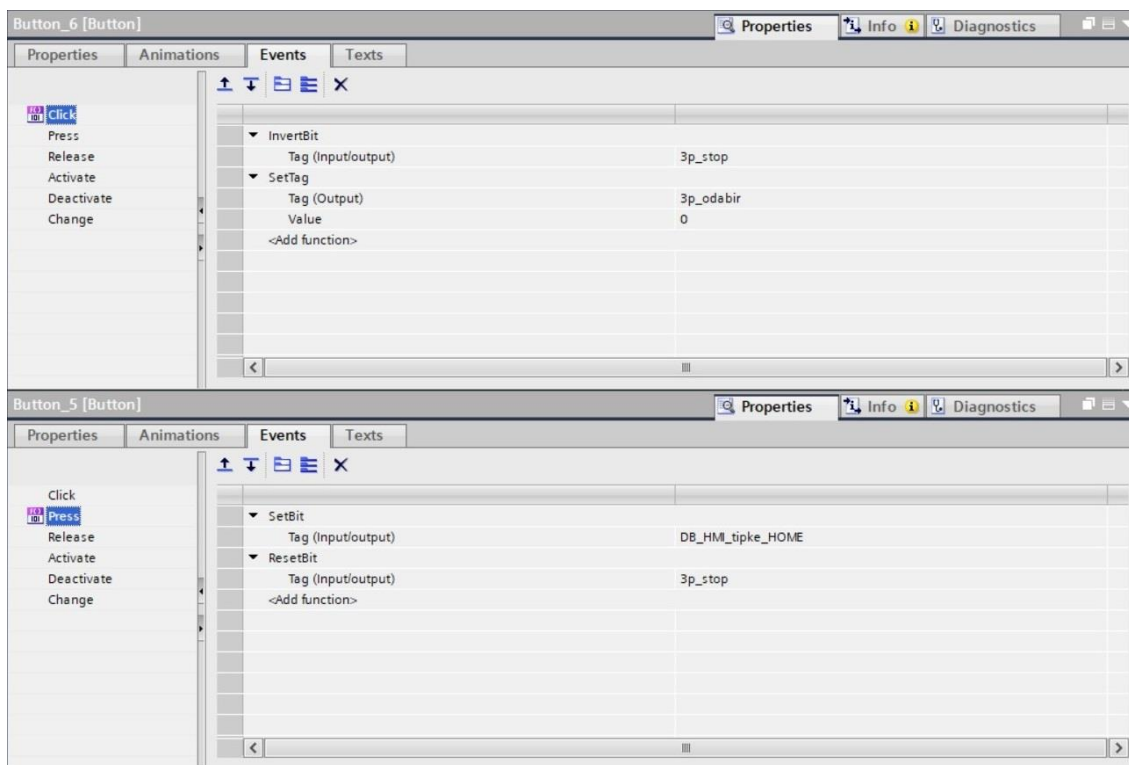 Button_6 [Button]
Properties Info Diagnostics
Properties Animations Events Texts
Click
Press
Release
Activate
Deactivate
Change
InvertBit
Tag (Input/output) 3p_stop
SetTag
Tag (Output) 3p_odabir
Value 0
<Add function>
Button_5 [Button]
Properties Info Diagnostics
Properties Animations Events Texts
Click
Press
Release
Activate
Deactivate
Change
SetBit
Tag (Input/output) DB_HMI_tipke_HOME
ResetBit
Tag (Input/output) 3p_stop
<Add function>